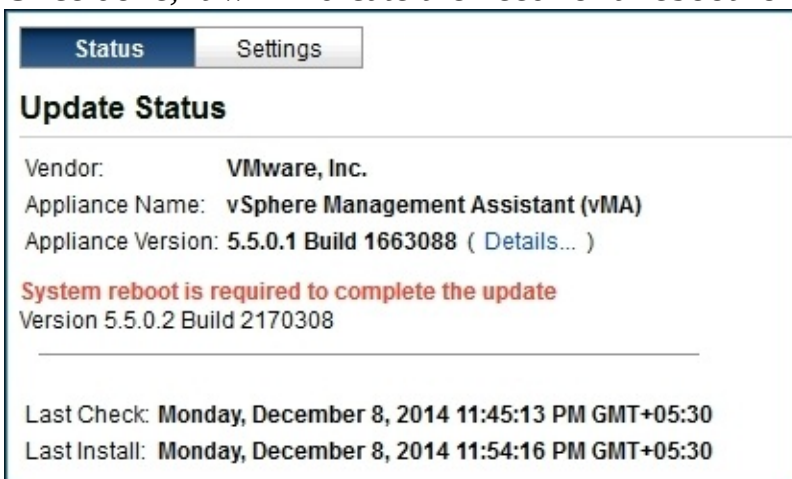 Status Settings
Update Status
Vendor: VMware, Inc.
Appliance Name: vSphere Management Assistant (vMA)
Appliance Version: 5.5.0.1 Build 1663088 ( Details... )
System reboot is required to complete the update
Version 5.5.0.2 Build 2170308
Last Check: Monday, December 8, 2014 11:45:13 PM GMT+05:30
Last Install: Monday, December 8, 2014 11:54:16 PM GMT+05:30